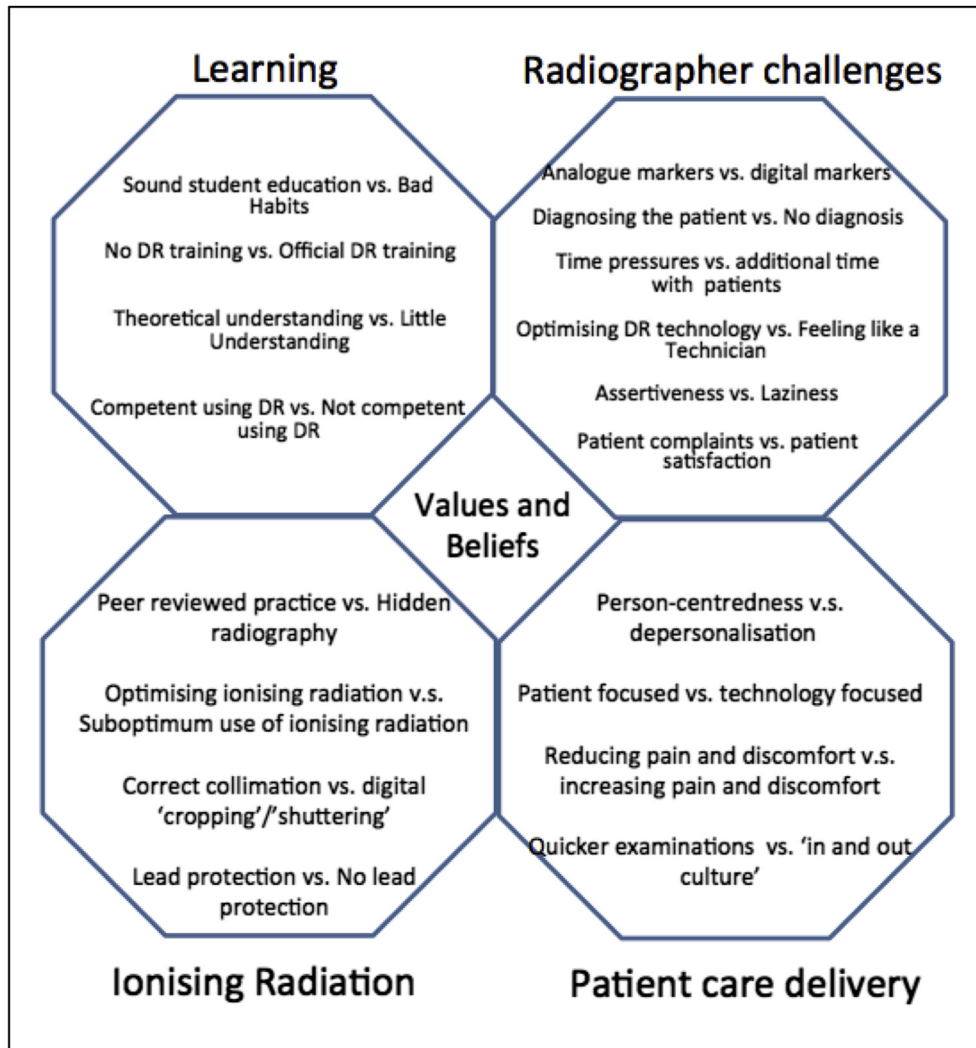 Learning
Sound student education vs. Bad
Habits
No DR training vs. Official DR training
Theoretical understanding vs. Little
Understanding
Competent using DR vs. Not competent
using DR
Radiographer challenges
Analogue markers vs. digital markers
Diagnosing the patient vs. No diagnosis
Time pressures vs. additional time
with patients
Optimising DR technology vs. Feeling like a
Technician
Assertiveness vs. Laziness
Patient complaints vs. patient
satisfaction
Values and
Beliefs
Peer reviewed practice vs. Hidden
radiography
Optimising ionising radiation v.s.
Suboptimum use of ionising radiation
Correct collimation vs. digital
‘cropping’/’shuttering’
Lead protection vs. No lead
protection
Ionising Radiation
Person-centredness v.s.
depersonalisation
Patient focused vs. technology focused
Reducing pain and discomfort v.s.
increasing pain and discomfort
Quicker examinations vs. ‘in and out
culture’
Patient care delivery